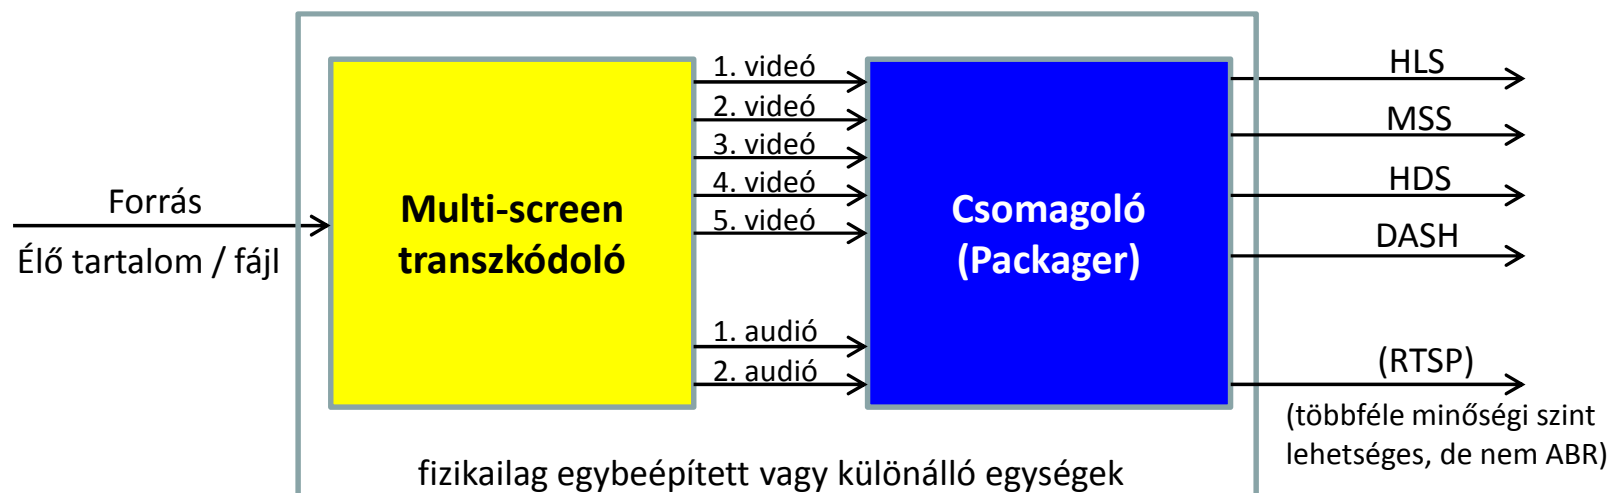 Forrás
Élő tartalom / fájl
Multi-screen
transzkódoló
1. videó
2. videó
3. videó
4. videó
5. videó
1. audió
2. audió
Csomagoló
(Packager)
HLS
MSS
HDS
DASH
(RTSP)
(többféle minőségi szint
lehetséges, de nem ABR)
fizikailag egybeépített vagy különálló egységek